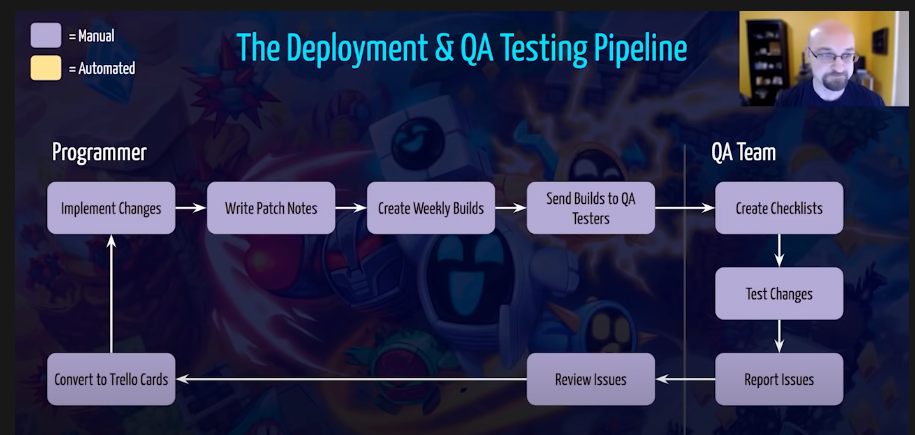 = Manual
= Automated
The Deployment & QA Testing Pipeline
Programmer
QA Team
Implement Changes
Write Patch Notes
Create Weekly Builds
Send Builds to QA
Testers
Create Checklists
Test Changes
Convert to Trello Cards
Review Issues
Report Issues